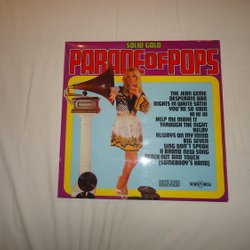 SOLID GOLD
PARADE OF POPS
THE JEAN GENIE
DESPERATE DAN
NIGHTS IN WHITE SATIN
YOU'RE SO VAIN
HI HI HI
HELP ME MAKE IT
THROUGH THE NIGHT
RELAY
ALWAYS ON MY MIND
BIG SEVEN
SING DON'T SPEAK
A BRAND NEW SONG
REACH OUT AND TOUCH
(SOMEBODY'S HAND)